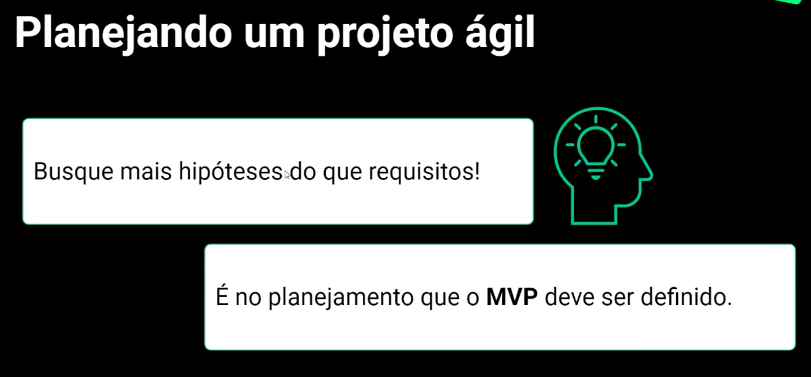 Planejando um projeto ágil
Busque mais hipóteses do que requisitos!
É no planejamento que o MVP deve ser definido.